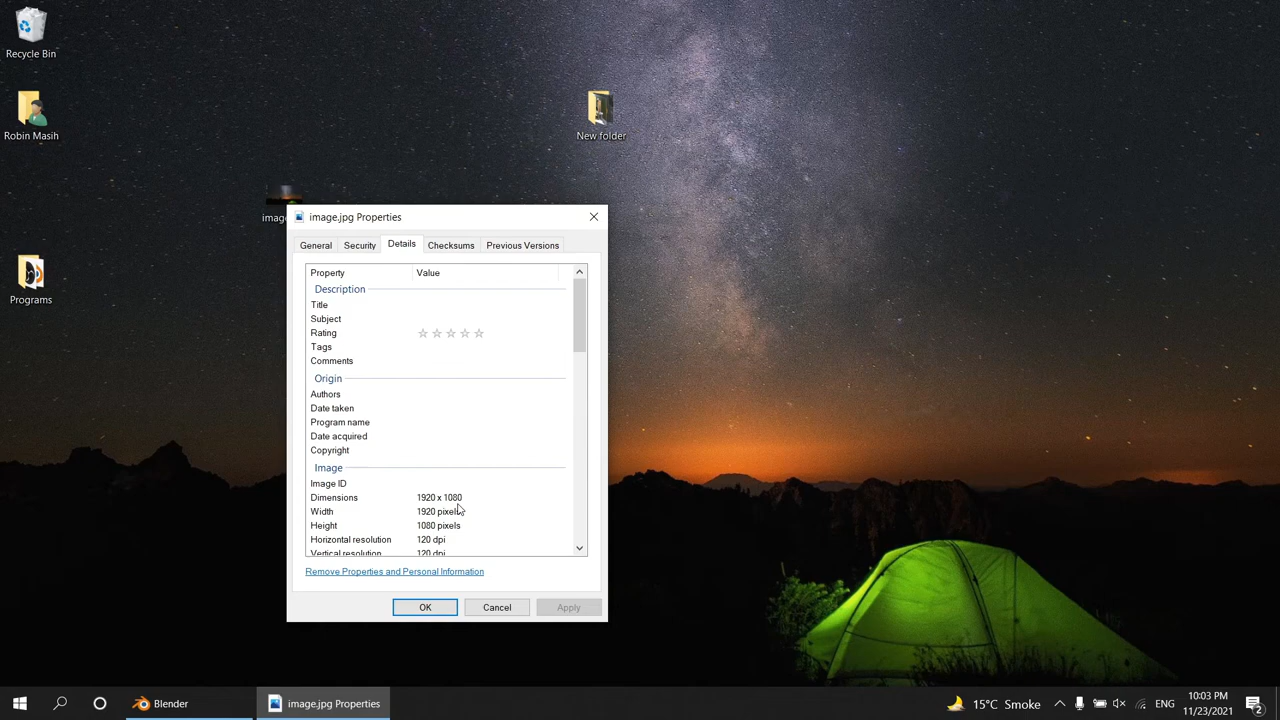 Recycle Bin
Robin Masih
New folder
Programs
image.jpg Properties
General Security Details Checksums Previous Versions
Property Value
Description
Title
Subject
Rating
Tags
Comments
Origin
Authors
Date taken
Program name
Date acquired
Copyright
Image
Image ID
Dimensions 1920 x 1080
Width 1920 pixels
Height 1080 pixels
Horizontal resolution 120 dpi
Vertical resolution 120 dpi
Remove Properties and Personal Information
OK Cancel Apply
Blender
image.jpg Properties
15°C Smoke
ENG
10:03 PM
11/23/2021
2